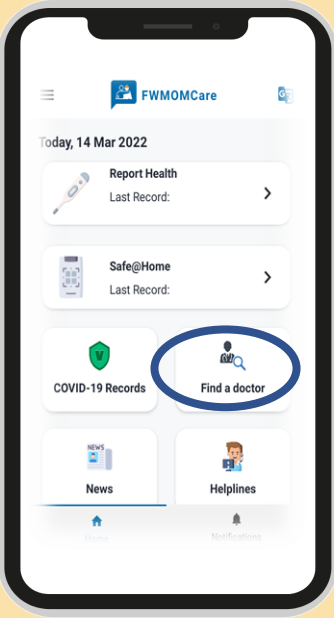 FWMOMCare
Today, 14 Mar 2022
Report Health
Last Record:
Safe@Home
Last Record:
V
COVID-19 Records
Find a doctor
NEWS
News
Helplines
Home
Notifications